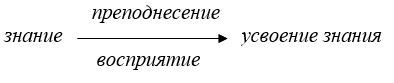 преподнесение
знание усвоение знания
восприятие